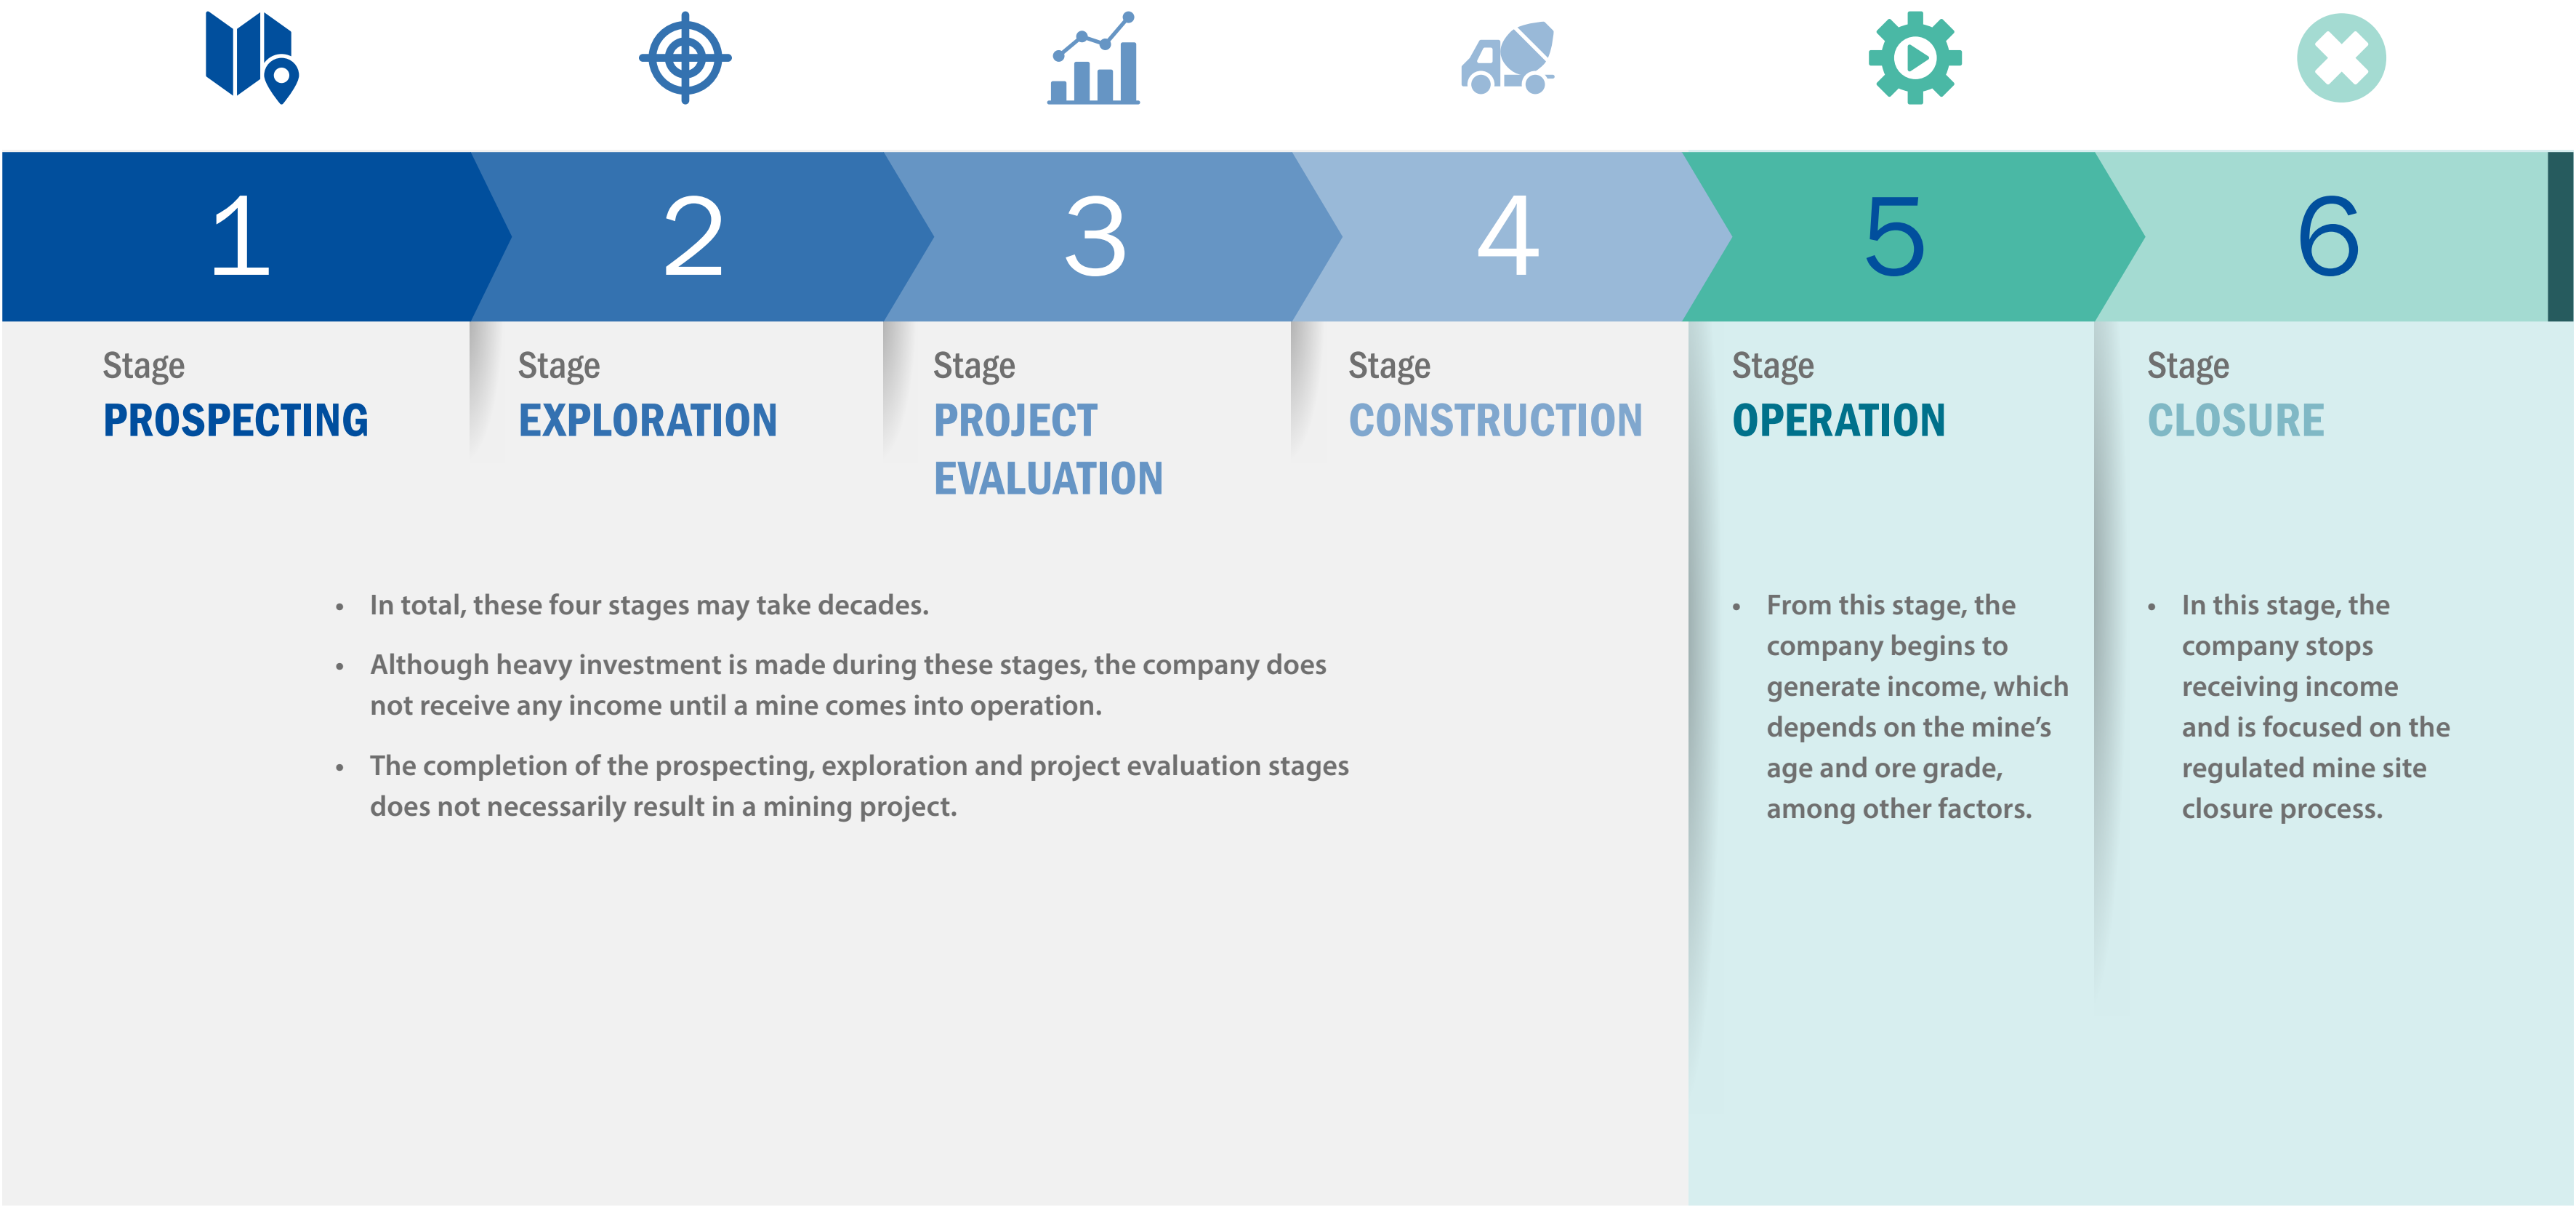 1
2
3
4
5
6
Stage
PROSPECTING
Stage
EXPLORATION
Stage
PROJECT
EVALUATION
Stage
CONSTRUCTION
Stage
OPERATION
Stage
CLOSURE
• In total, these four stages may take decades.
• Although heavy investment is made during these stages, the company does
not receive any income until a mine comes into operation.
• The completion of the prospecting, exploration and project evaluation stages
does not necessarily result in a mining project.
• From this stage, the
company begins to
generate income, which
depends on the mine’s
age and ore grade,
among other factors.
• In this stage, the
company stops
receiving income
and is focused on the
regulated mine site
closure process.